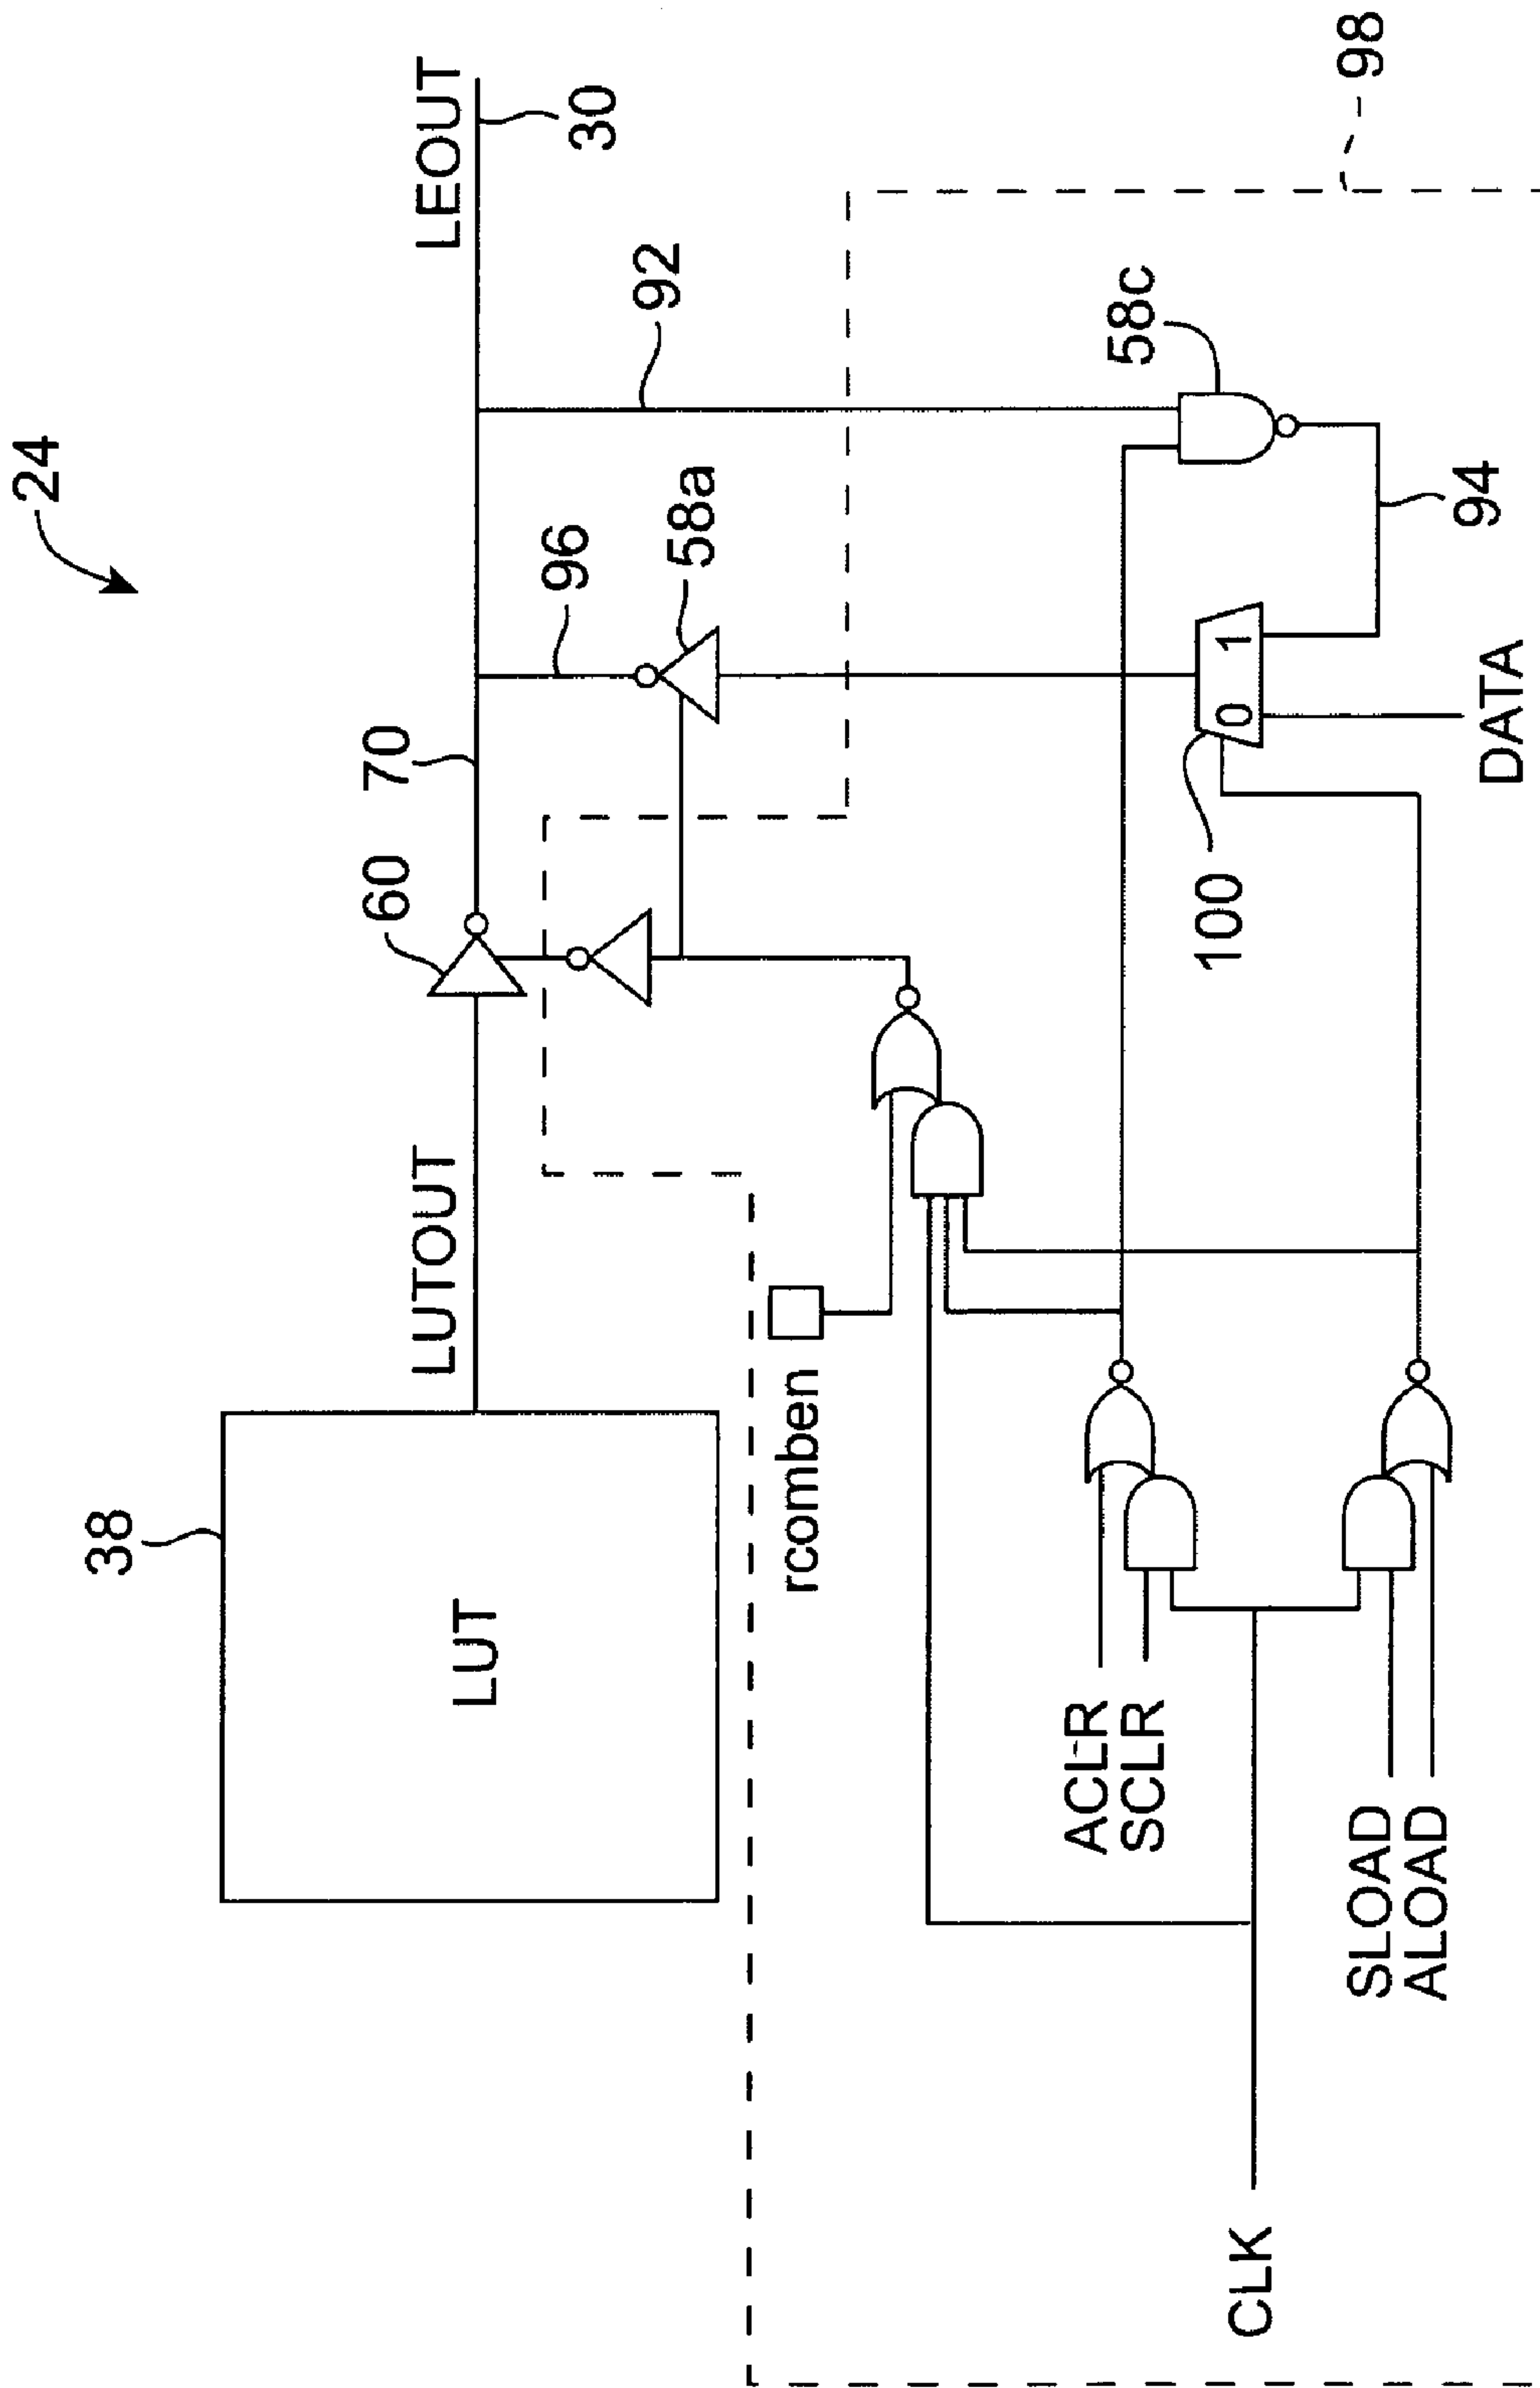 24
38
LUT
LUTOUT
60
70
LEOUT
30
96
92
58a
rcomben
98
58c
100
0 1
94
DATA
ACLR
SCLR
SLOAD
ALOAD
CLK